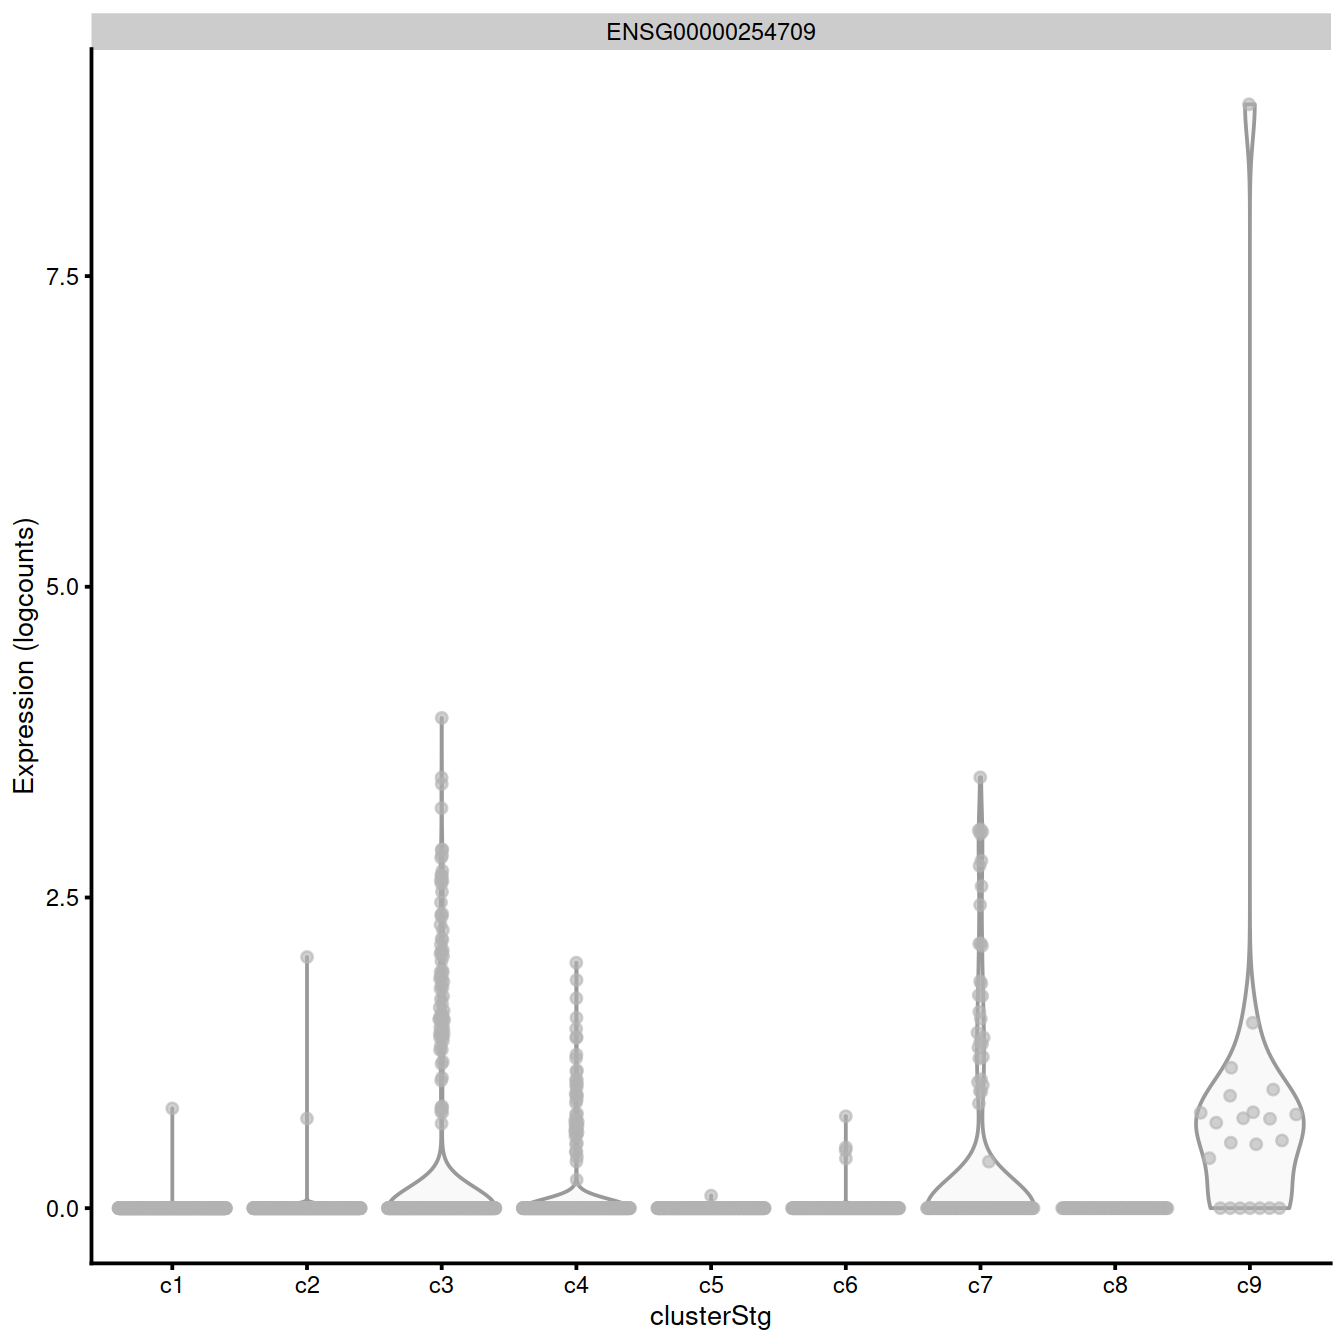 ENSG00000254709
Expression (logcounts)
7.5
5.0
2.5
0.0
c1 c2 c3 c4 c5 c6 c7 c8 c9
clusterStg